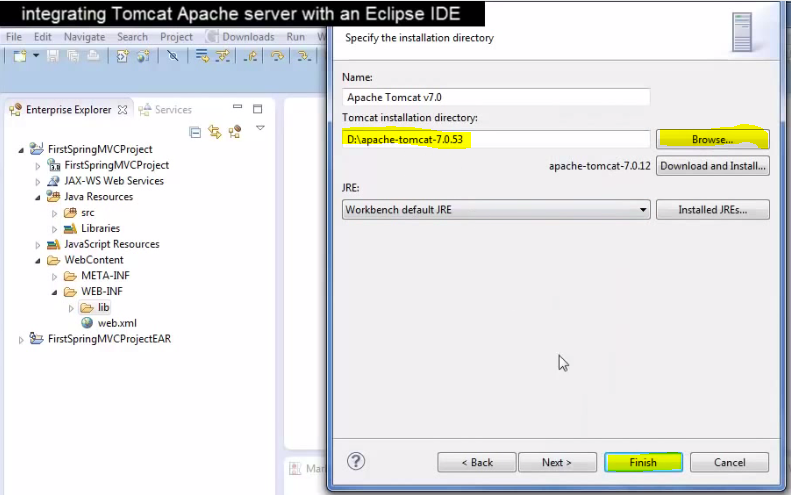 integrating Tomcat Apache server with an Eclipse IDE
File Edit Navigate Search Project Downloads Run W
Enterprise Explorer Services
FirstSpringMVCProject
FirstSpringMVCProject
JAX-WS Web Services
Java Resources
src
Libraries
JavaScript Resources
WebContent
META-INF
WEB-INF
lib
web.xml
FirstSpringMVCProjectEAR
Mar
Specify the installation directory
Name:
Apache Tomcat v7.0
Tomcat installation directory:
D:\apache-tomcat-7.0.53 Browse...
apache-tomcat-7.0.12 Download and Install...
JRE:
Workbench default JRE Installed JREs...
? < Back Next > Finish Cancel